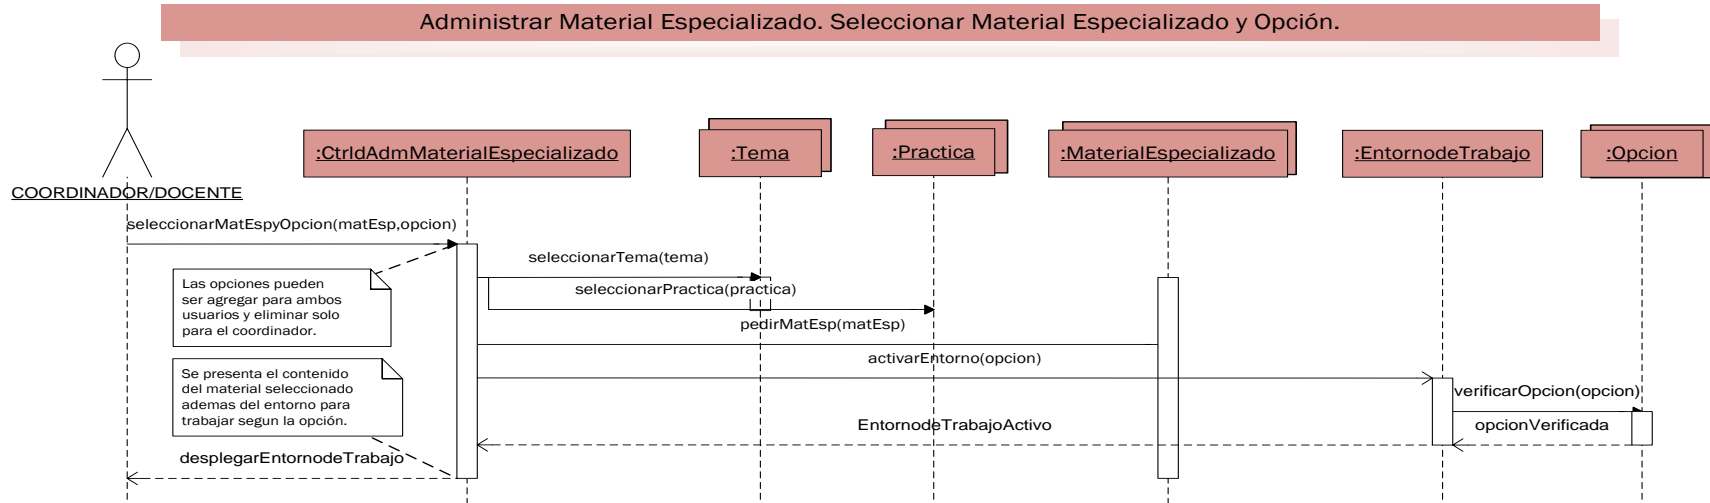 Administrar Material Especializado. Seleccionar Material Especializado y Opción.
:CtrldAdmMaterialEspecializado
:Tema
:Practica
:MaterialEspecializado
:EntornodeTrabajo
:Opcion
COORDINADOR/DOCENTE
seleccionarMatEspyOpcion(matEsp,opcion)
seleccionarTema(tema)
Las opciones pueden
ser agregar para ambos
usuarios y eliminar solo
para el coordinador.
seleccionarPractica(practica)
pedirMatEsp(matEsp)
activarEntorno(opcion)
Se presenta el contenido
del material seleccionado
ademas del entorno para
trabajar segun la opción.
verificarOpcion(opcion)
EntornodeTrabajoActivo
opcionVerificada
desplegarEntornodeTrabajo